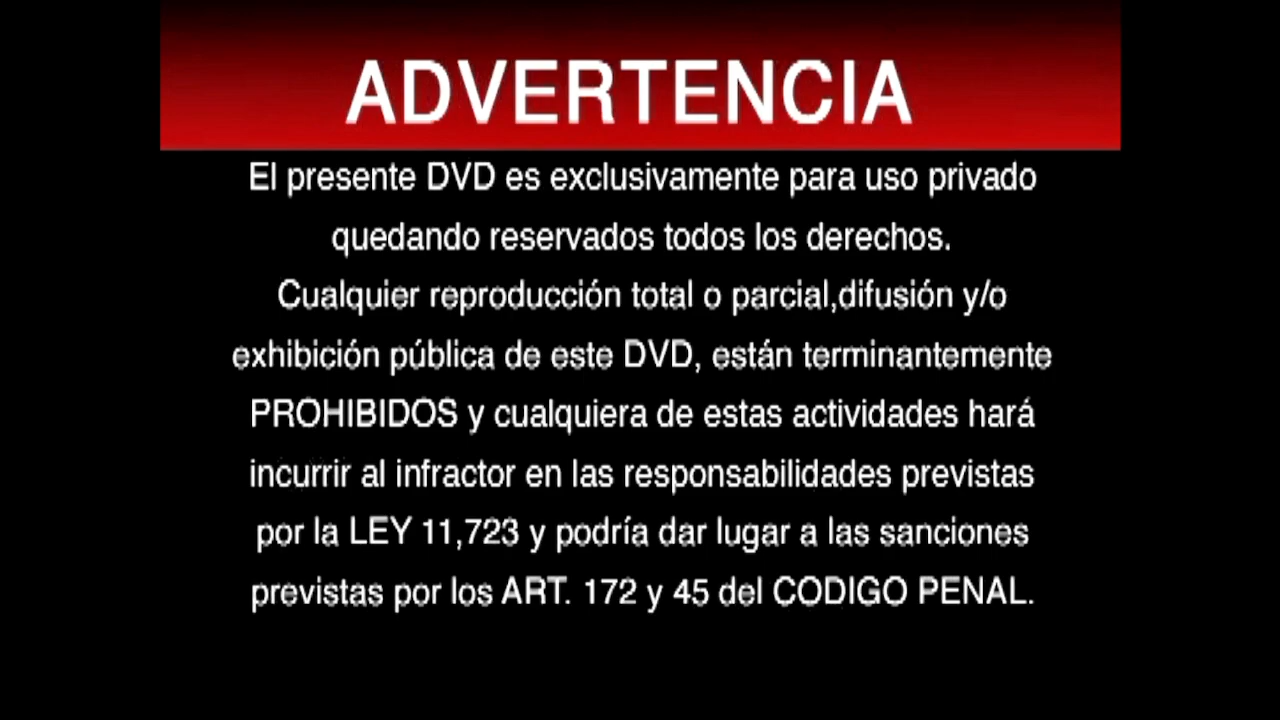 ADVERTENCIA
El presente DVD es exclusivamente para uso privado
quedando reservados todos los derechos.
Cualquier reproducción total o parcial,difusión y/o
exhibición pública de este DVD, están terminantemente
PROHIBIDOS y cualquiera de estas actividades hará
incurrir al infractor en las responsabilidades previstas
por la LEY 11,723 y podría dar lugar a las sanciones
previstas por los ART. 172 y 45 del CODIGO PENAL.